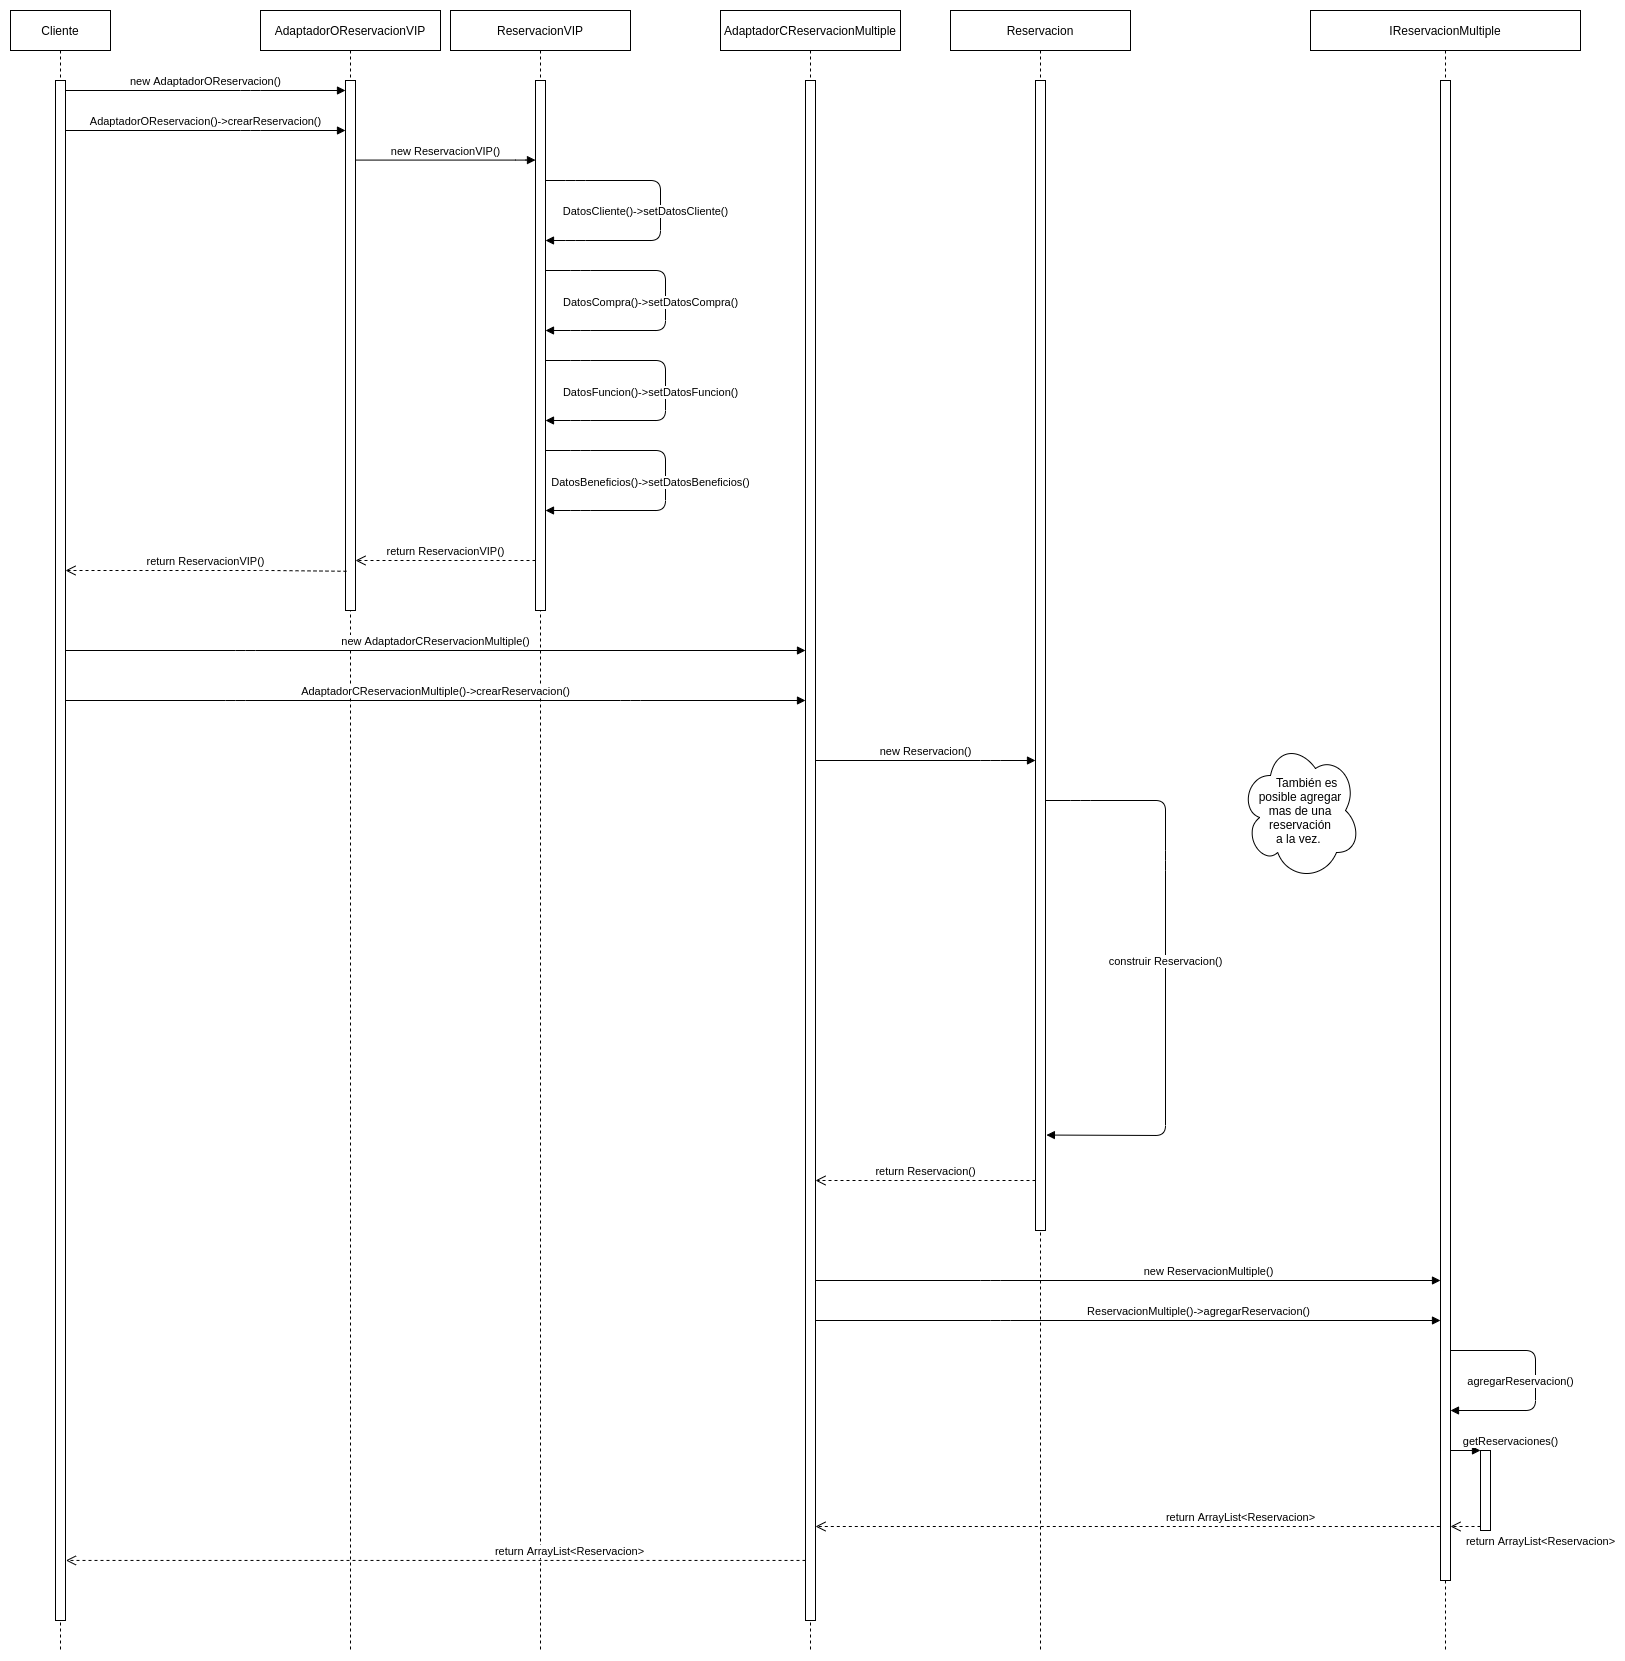 Cliente
AdaptadorOReservacionVIP
ReservacionVIP
AdaptadorCReservacionMultiple
Reservacion
IReservacionMultiple
new AdaptadorOReservacion()
AdaptadorOReservacion()->crearReservacion()
new ReservacionVIP()
DatosCliente()->setDatosCliente()
DatosCompra()->setDatosCompra()
DatosFuncion()->setDatosFuncion()
DatosBeneficios()->setDatosBeneficios()
return ReservacionVIP()
return ReservacionVIP()
new AdaptadorCReservacionMultiple()
AdaptadorCReservacionMultiple()->crearReservacion()
new Reservacion()
También es
posible agregar
mas de una
reservación
a la vez.
construir Reservacion()
return Reservacion()
new ReservacionMultiple()
ReservacionMultiple()->agregarReservacion()
agregarReservacion()
getReservaciones()
return ArrayList<Reservacion>
return ArrayList<Reservacion>
return ArrayList<Reservacion>